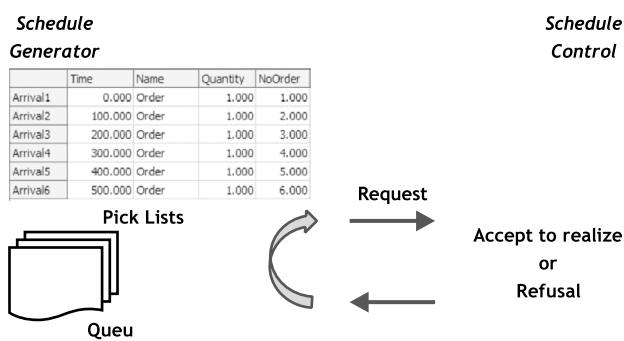 Schedule
Generator
Schedule
Control
Time Name Quantity NoOrder
Arrival1 0.000 Order 1.000 1.000
Arrival2 100.000 Order 1.000 2.000
Arrival3 200.000 Order 1.000 3.000
Arrival4 300.000 Order 1.000 4.000
Arrival5 400.000 Order 1.000 5.000
Arrival6 500.000 Order 1.000 6.000
Pick Lists
Request
Accept to realize
or
Refusal
Queu